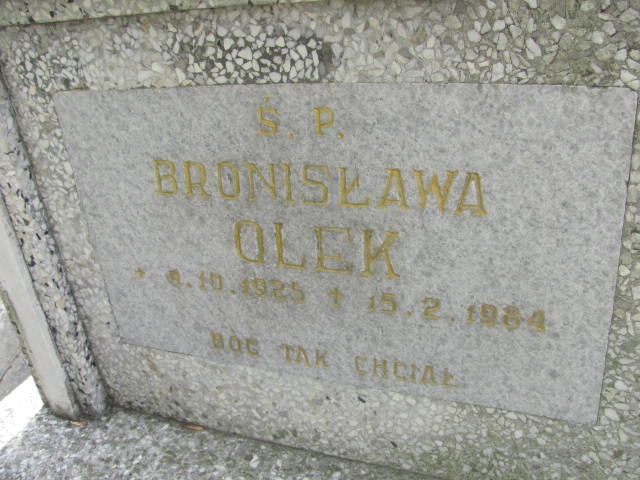 Ś. P.
BRONISŁAWA
OLEK
+ 4.10.1925 + 15.2.1984
BÓG TAK CHCIAŁ